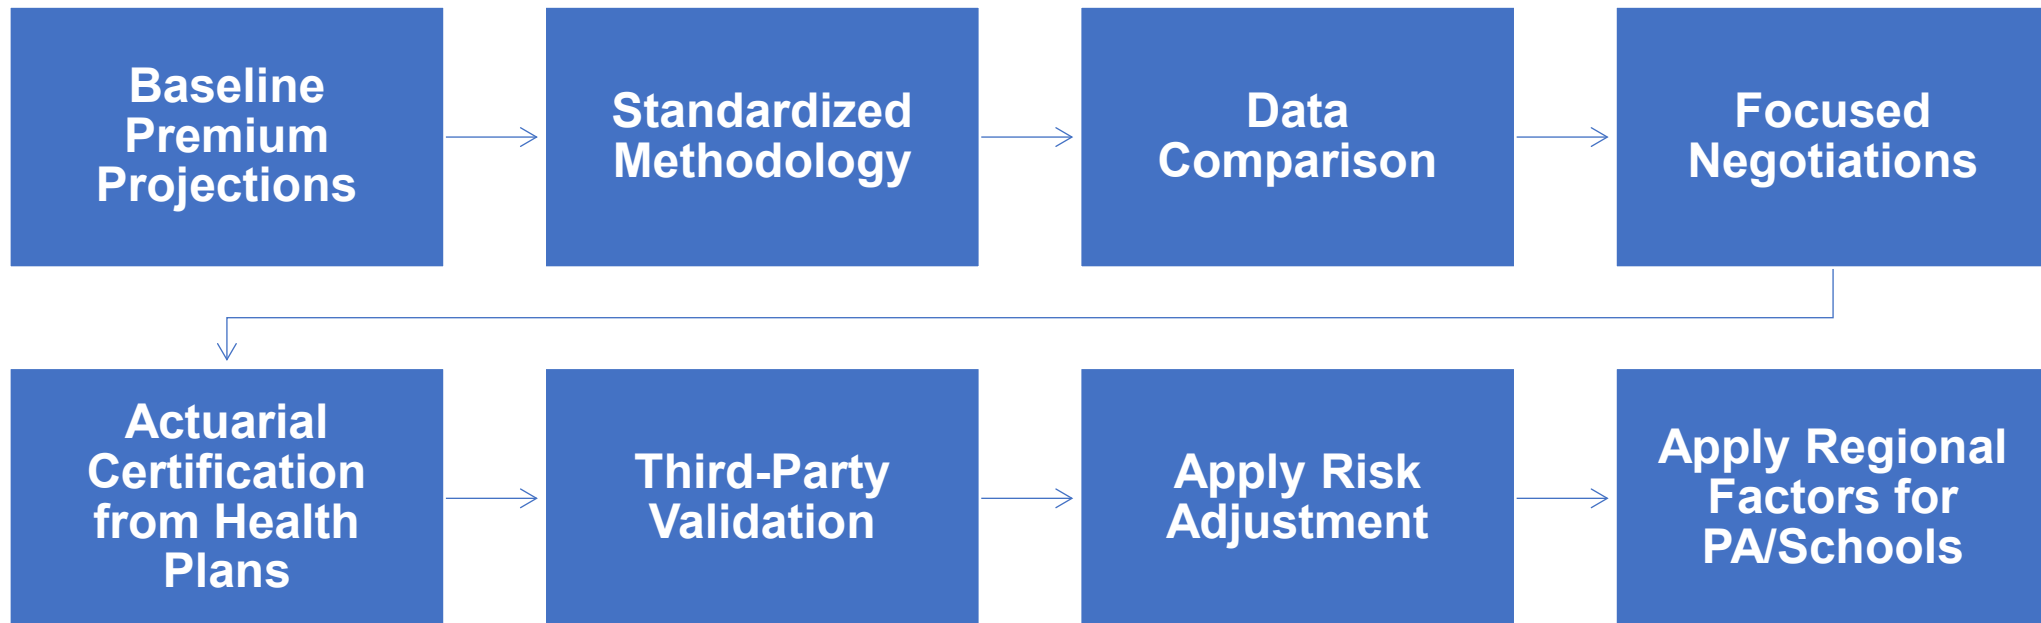 Baseline
Premium
Projections
Standardized
Methodology
Data
Comparison
Focused
Negotiations
Actuarial
Certification
from Health
Plans
Third-Party
Validation
Apply Risk
Adjustment
Apply Regional
Factors for
PA/Schools